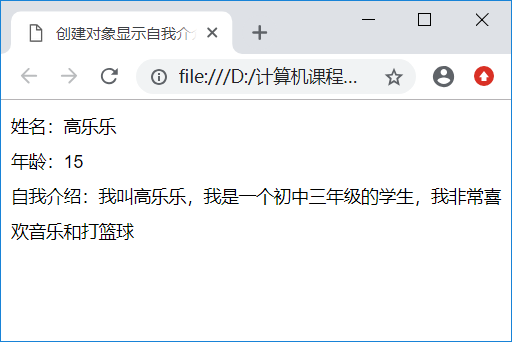 创建对象显示自我介
file:///D:/计算机课程...
姓名：高乐乐
年龄：15
自我介绍：我叫高乐乐，我是一个初中三年级的学生，我非常喜
欢音乐和打篮球